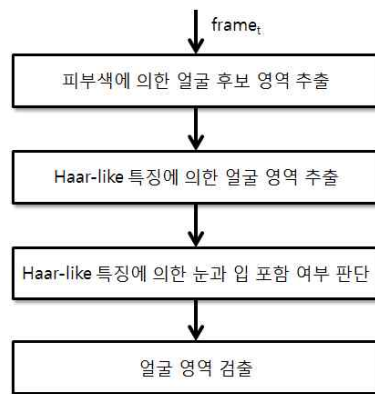 frameₜ
피부색에 의한 얼굴 후보 영역 추출
Haar-like 특징에 의한 얼굴 영역 추출
Haar-like 특징에 의한 눈과 입 포함 여부 판단
얼굴 영역 검출